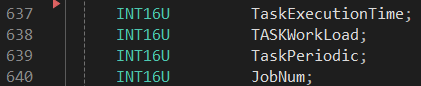 637 INT16U TaskExecutionTime;
638 INT16U TASKWorkLoad;
639 INT16U TaskPeriodic;
640 INT16U JobNum;